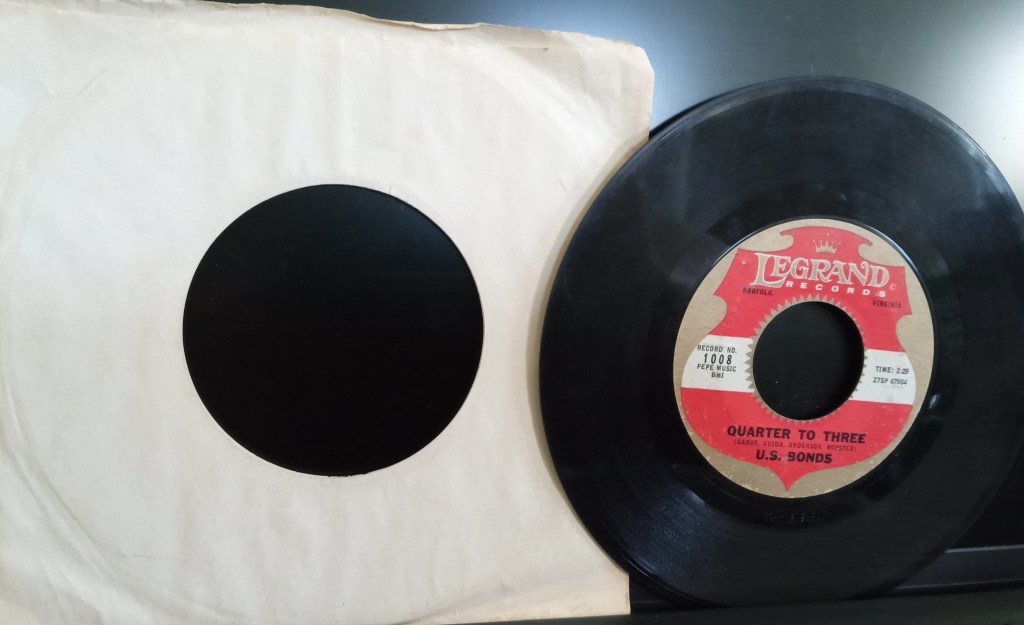 LEGRAND
RECORDS
NORFOLK, VIRGINIA
RECORD NO.
1008
PEPE MUSIC
BMI
TIME: 2:29
ZTSP 67904
QUARTER TO THREE
(BARGE, GUIDA, ANDERSON, ROYSTER)
U.S. BONDS